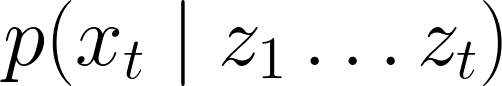 p(x_t | z_1 … z_t)